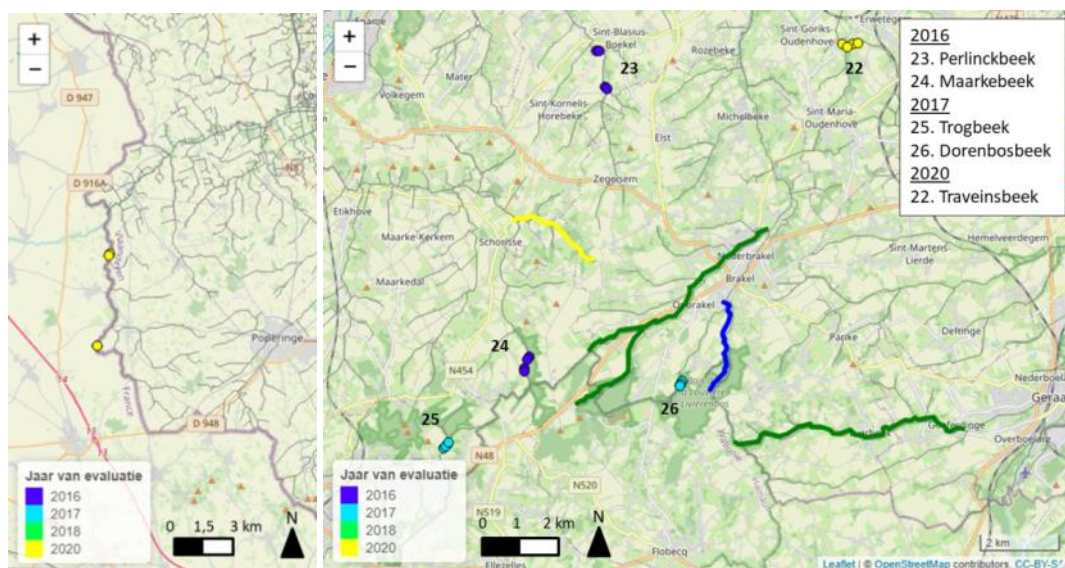 +
−
D 947
D 916A
N8
Poperinge
France
14
13
D 948
Jaar van evaluatie
2016
2017
2018
2020
0 1,5 3 km
N
+
−
Sint-Blasius-
Boekel
Sint-Goriks-
Oudenhove
Erwetegem
Rozebeke
22
23
Mater
Volkegem
Sint-Kornelis-
Horebeke
Elst
Michelbeke
Sint-Maria-
Oudenhove
Zegelsem
Etikhove
Maarke-Kerkem
Schorisse
Maarkedal
Nederbrakel
Brakel
Opbrakel
Sint-Martens-
Lierde
Hemelveerdegem
Parike
Deftinge
24
N454
25
26
Livierenbos
Nederboel
Geraa
Overboelare
N48
N520
N519
Flobecq
Ellezelles
2016
23. Perlinckbeek
24. Maarkebeek
2017
25. Trogbeek
26. Dorenbosbeek
2020
22. Traveinsbeek
Jaar van evaluatie
2016
2017
2018
2020
0 1 2 km
N
2 km
Leaflet | © OpenStreetMap contributors, CC-BY-SA